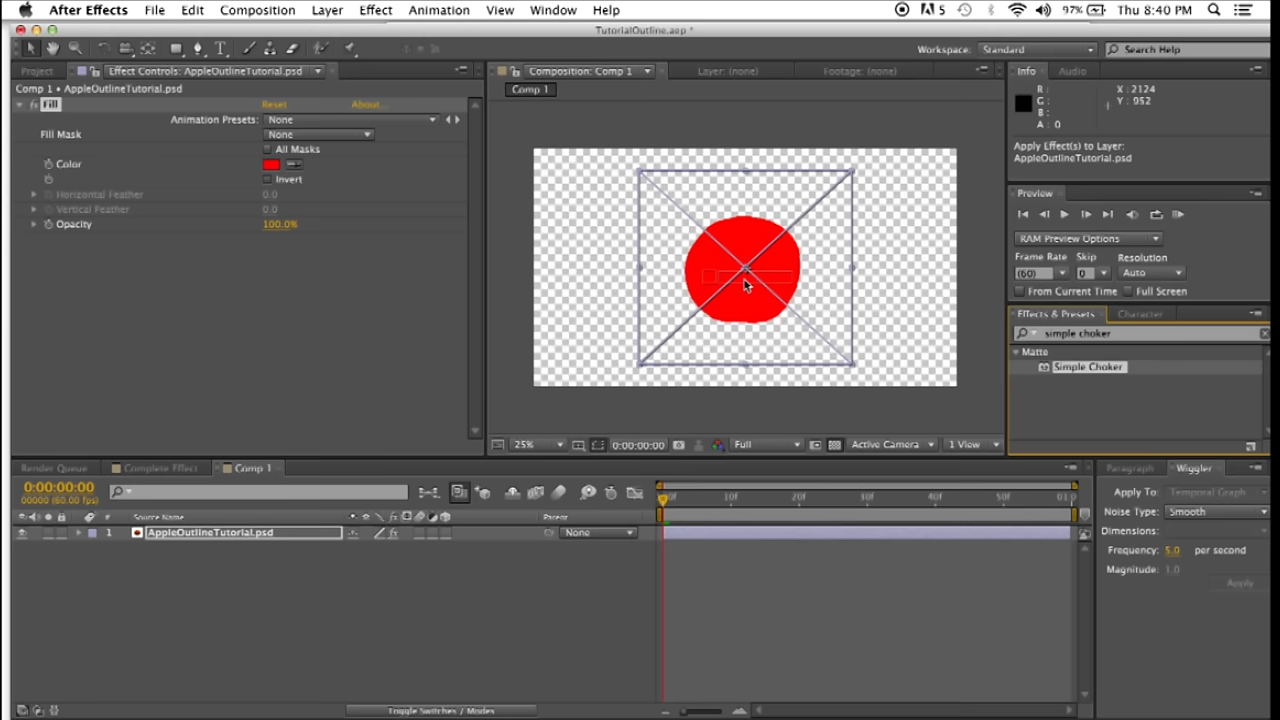 After Effects File Edit Composition Layer Effect Animation View Window Help 5 97% Thu 8:40 PM
TutorialOutline.aep *
Workspace: Standard Search Help
Project Effect Controls: AppleOutlineTutorial.psd Composition: Comp 1 Layer: (none) Footage: (none) Info Audio
Comp 1 • AppleOutlineTutorial.psd Comp 1
R: X: 2124
G: Y: 952
B:
A: 0
fx Fill Reset About...
Animation Presets: None
Fill Mask None
All Masks
Color
Invert
Horizontal Feather 0.0
Vertical Feather 0.0
Opacity 100.0%
Apply Effect(s) to Layer:
AppleOutlineTutorial.psd
Preview
RAM Preview Options
Frame Rate Skip Resolution
(60) 0 Auto
From Current Time Full Screen
Effects & Presets Character
simple choker
Matte
Simple Choker
25% 0:00:00:00 Full Active Camera 1 View
Render Queue Complete Effect Comp 1
0:00:00:00
00000 (60.00 fps)
10f 20f 30f 40f 50f
# Source Name Parent
1 AppleOutlineTutorial.psd None
Paragraph Wiggler
Apply To: Temporal Graph
Noise Type: Smooth
Dimensions:
Frequency: 5.0 per second
Magnitude: 1.0
Apply
Toggle Switches / Modes